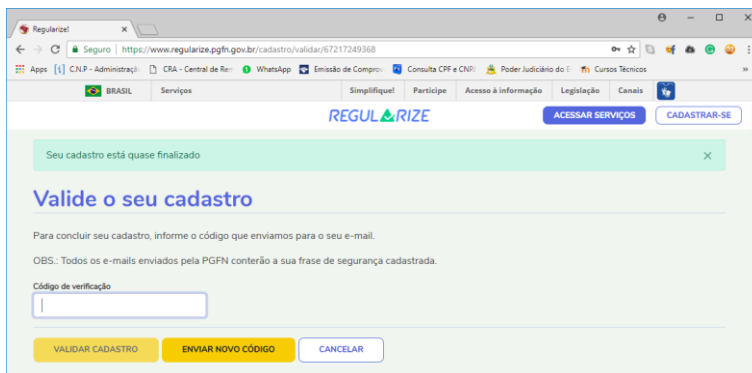 Regularize!
Seguro | https://www.regularize.pgfn.gov.br/cadastro/validar/67217249368
Apps C.N.P - Administraçã CRA - Central de Rem WhatsApp Emissão de Comprov Consulta CPF e CNPJ Poder Judiciário do E Cursos Técnicos
BRASIL Serviços Simplifique! Participe Acesso à informação Legislação Canais
REGULARIZE ACESSAR SERVIÇOS CADASTRAR-SE
Seu cadastro está quase finalizado
Valide o seu cadastro
Para concluir seu cadastro, informe o código que enviamos para o seu e-mail.
OBS.: Todos os e-mails enviados pela PGFN conterão a sua frase de segurança cadastrada.
Código de verificação
VALIDAR CADASTRO ENVIAR NOVO CÓDIGO CANCELAR